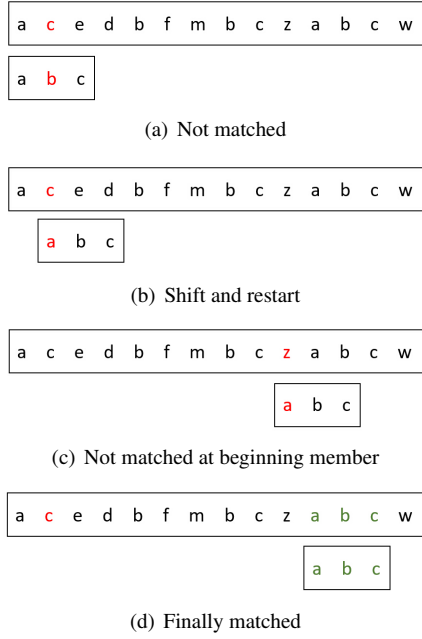 a c e d b f m b c z a b c w
a b c
(a) Not matched
a c e d b f m b c z a b c w
a b c
(b) Shift and restart
a c e d b f m b c z a b c w
a b c
(c) Not matched at beginning member
a c e d b f m b c z a b c w
a b c
(d) Finally matched